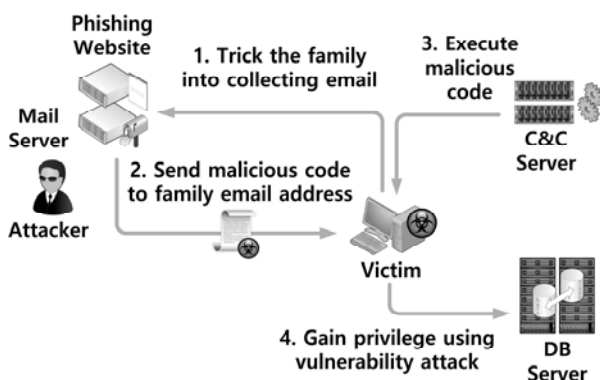 Phishing
Website
1. Trick the family
into collecting email
3. Execute
malicious
code
Mail
Server
C&C
Server
2. Send malicious code
to family email address
Attacker
Victim
4. Gain privilege using
vulnerability attack
DB
Server